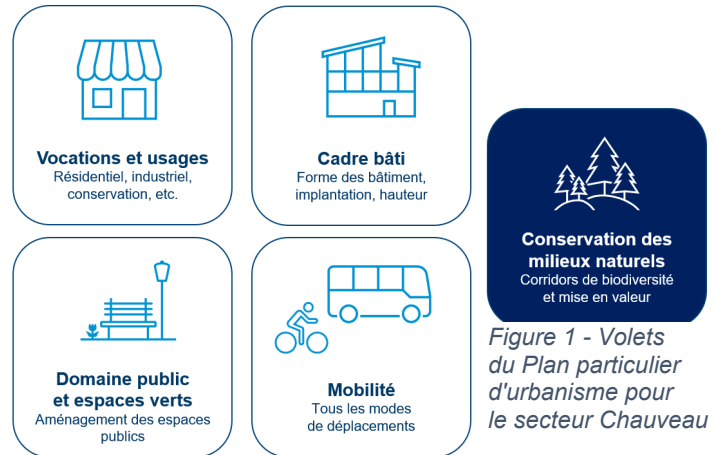 Vocations et usages
Résidentiel, industriel,
conservation, etc.
Cadre bâti
Forme des bâtiment,
implantation, hauteur
Conservation des
milieux naturels
Corridors de biodiversité
et mise en valeur
Domaine public
et espaces verts
Aménagement des espaces
publics
Mobilité
Tous les modes
de déplacements
Figure 1 - Volets
du Plan particulier
d'urbanisme pour
le secteur Chauveau